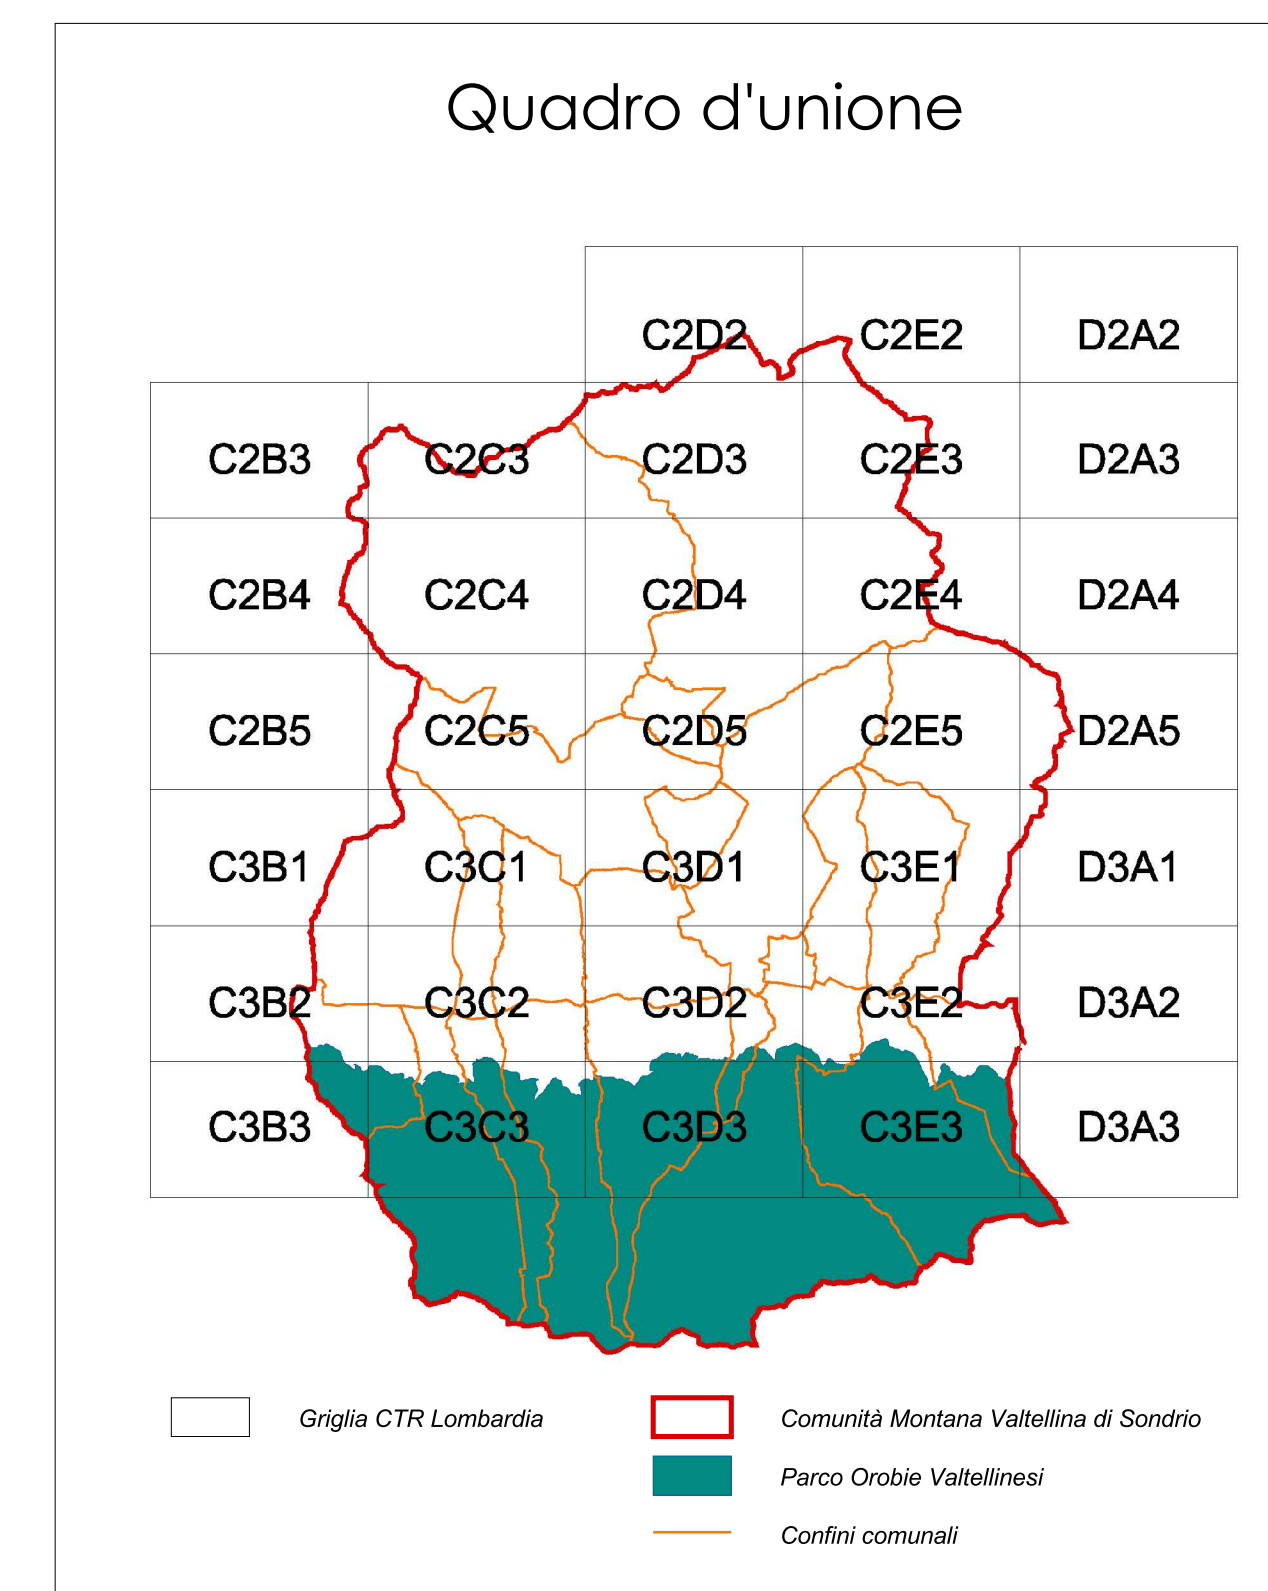 Quadro d'unione
C2D2 C2E2 D2A2
C2B3 C2C3 C2D3 C2E3 D2A3
C2B4 C2C4 C2D4 C2E4 D2A4
C2B5 C2C5 C2D5 C2E5 D2A5
C3B1 C3C1 C3D1 C3E1 D3A1
C3B2 C3C2 C3D2 C3E2 D3A2
C3B3 C3C3 C3D3 C3E3 D3A3
Griglia CTR Lombardia
Comunità Montana Valtellina di Sondrio
Parco Orobie Valtellinesi
Confini comunali